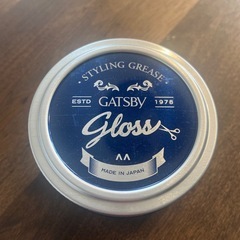 STYLING GREASE
ESTD GATSBY 1978
Gloss
MADE IN JAPAN